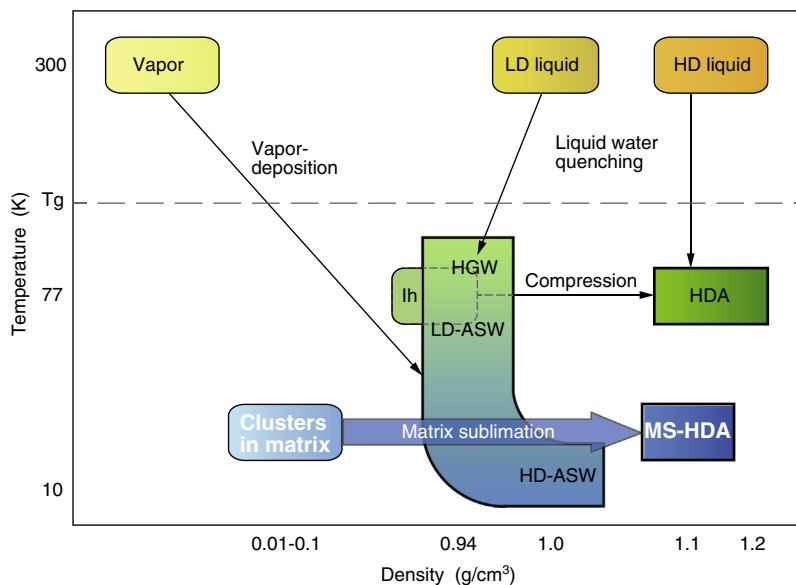 300
Vapor
LD liquid
HD liquid
Vapor-
deposition
Liquid water
quenching
Tg
Temperature (K)
77
Ih
HGW
LD-ASW
Compression
HDA
Clusters
in matrix
Matrix sublimation
MS-HDA
HD-ASW
10
0.01-0.1
0.94
1.0
1.1
1.2
Density (g/cm³)